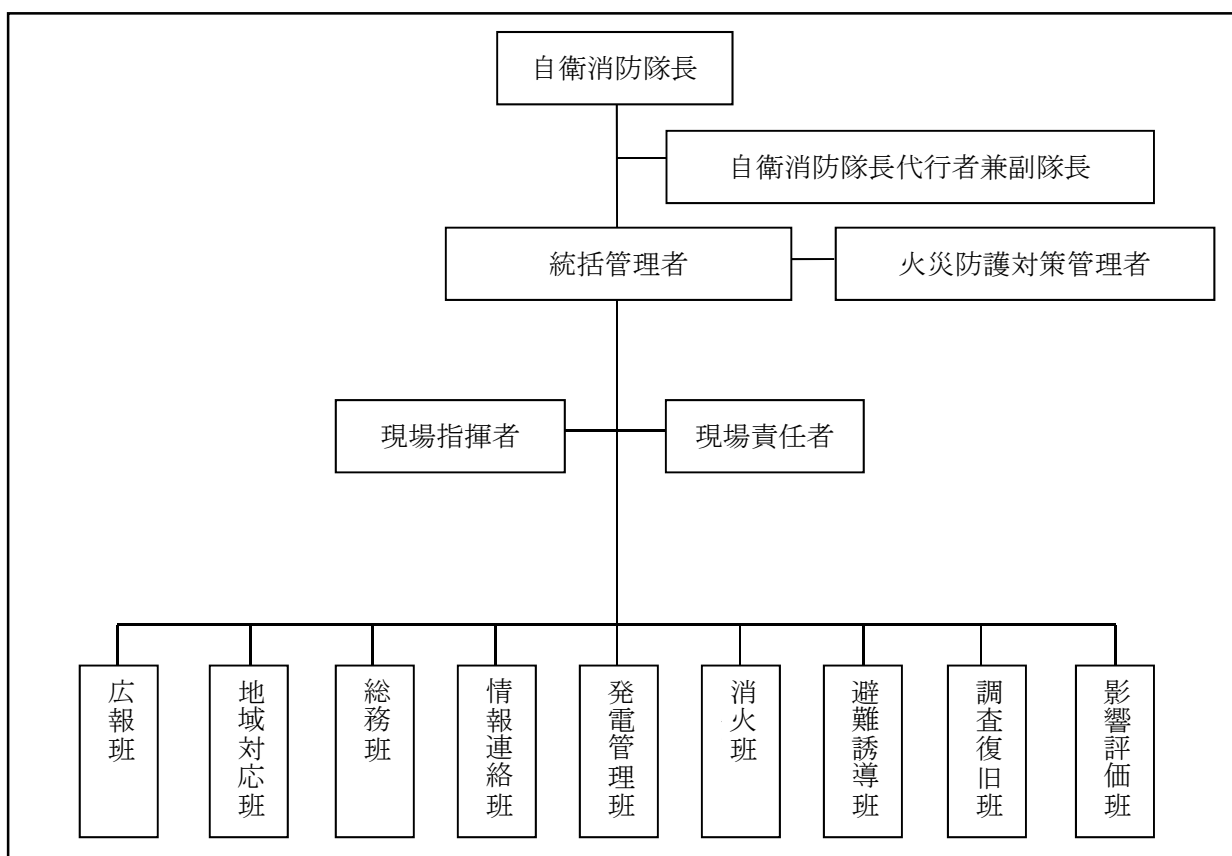 自衛消防隊長
自衛消防隊長代行者兼副隊長
統括管理者
火災防護対策管理者
現場指揮者
現場責任者
広報班
地域対応班
総務班
情報連絡班
発電管理班
消火班
避難誘導班
調査復旧班
影響評価班